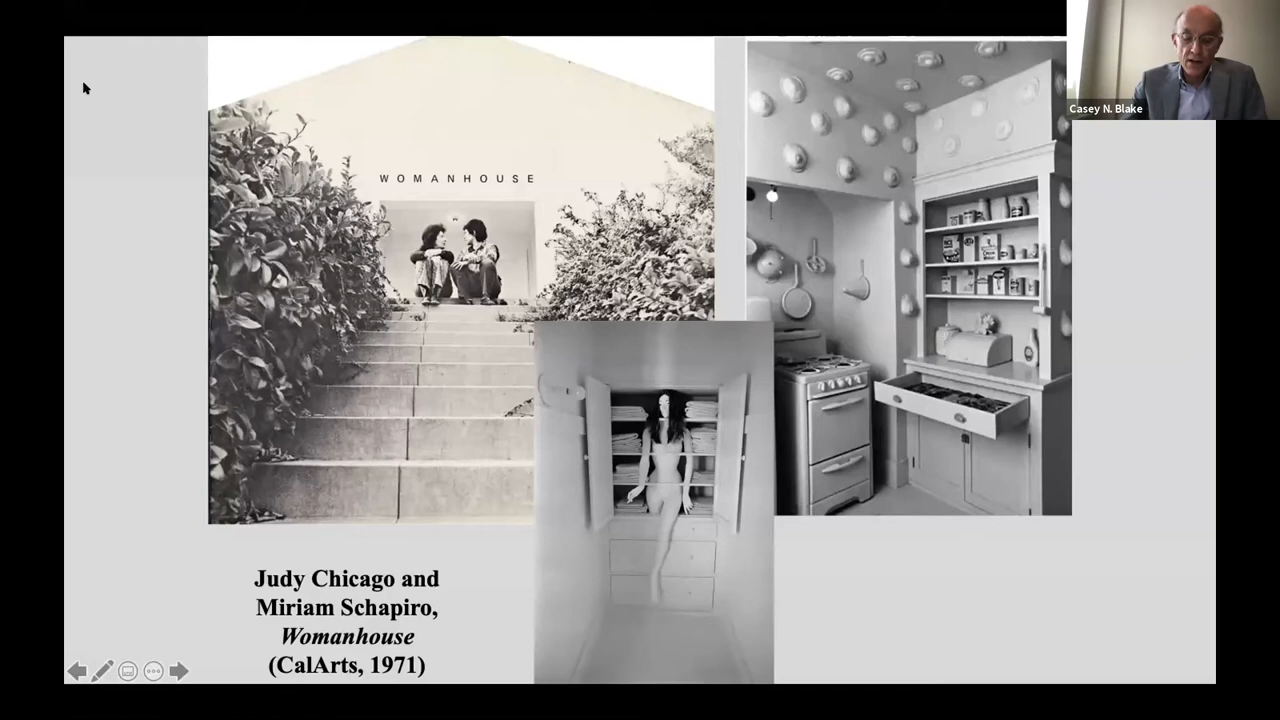 Casey N. Blake
WOMANHOUSE
Judy Chicago and
Miriam Schapiro,
Womanhouse
(CalArts, 1971)